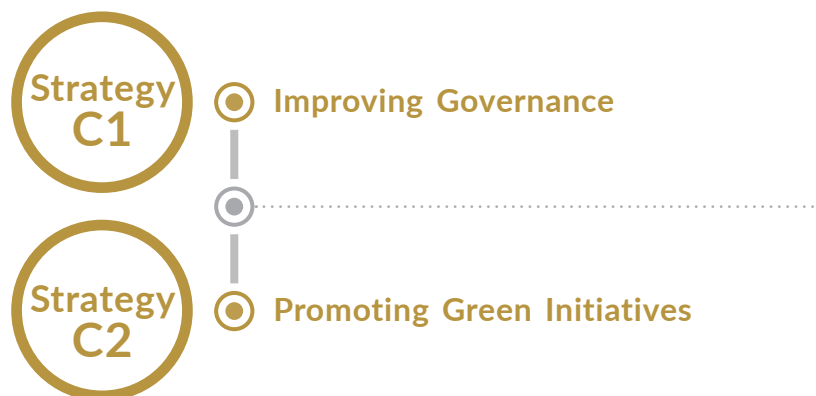 Strategy
C1
Improving Governance
Strategy
C2
Promoting Green Initiatives